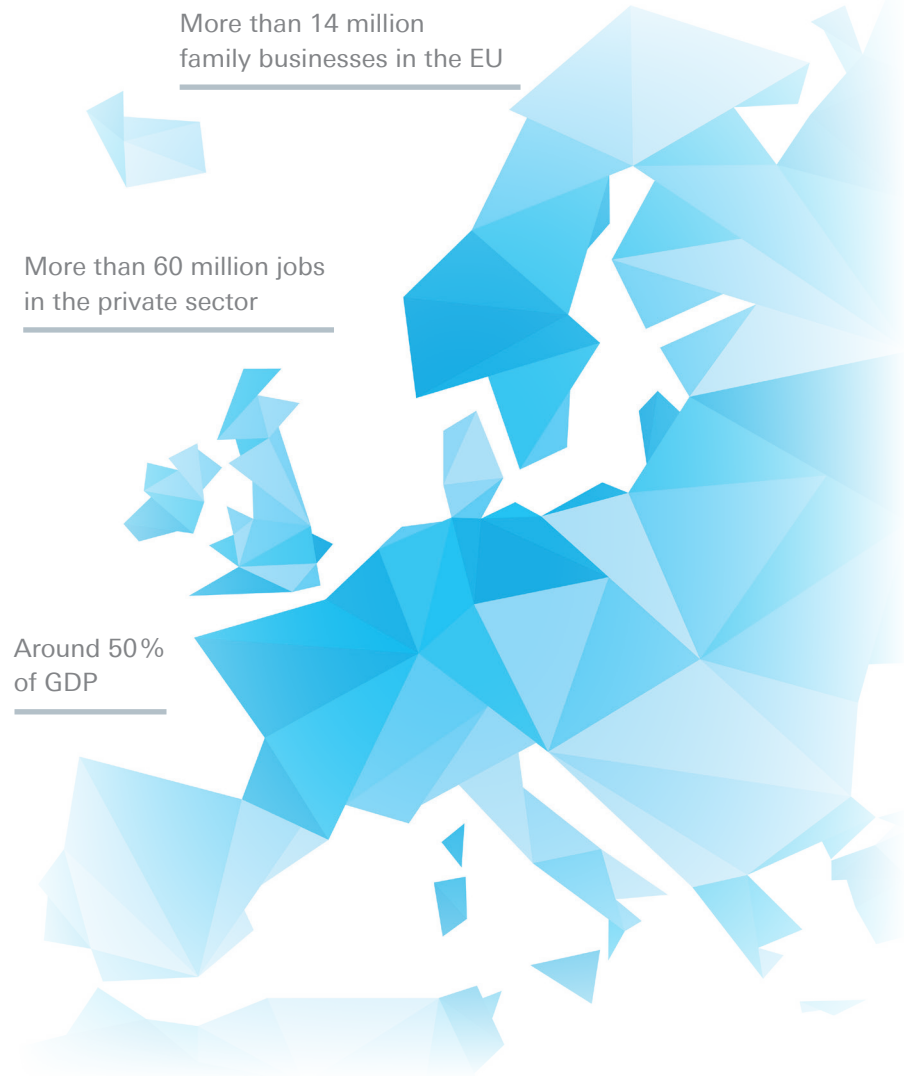 More than 14 million
family businesses in the EU
More than 60 million jobs
in the private sector
Around 50 %
of GDP